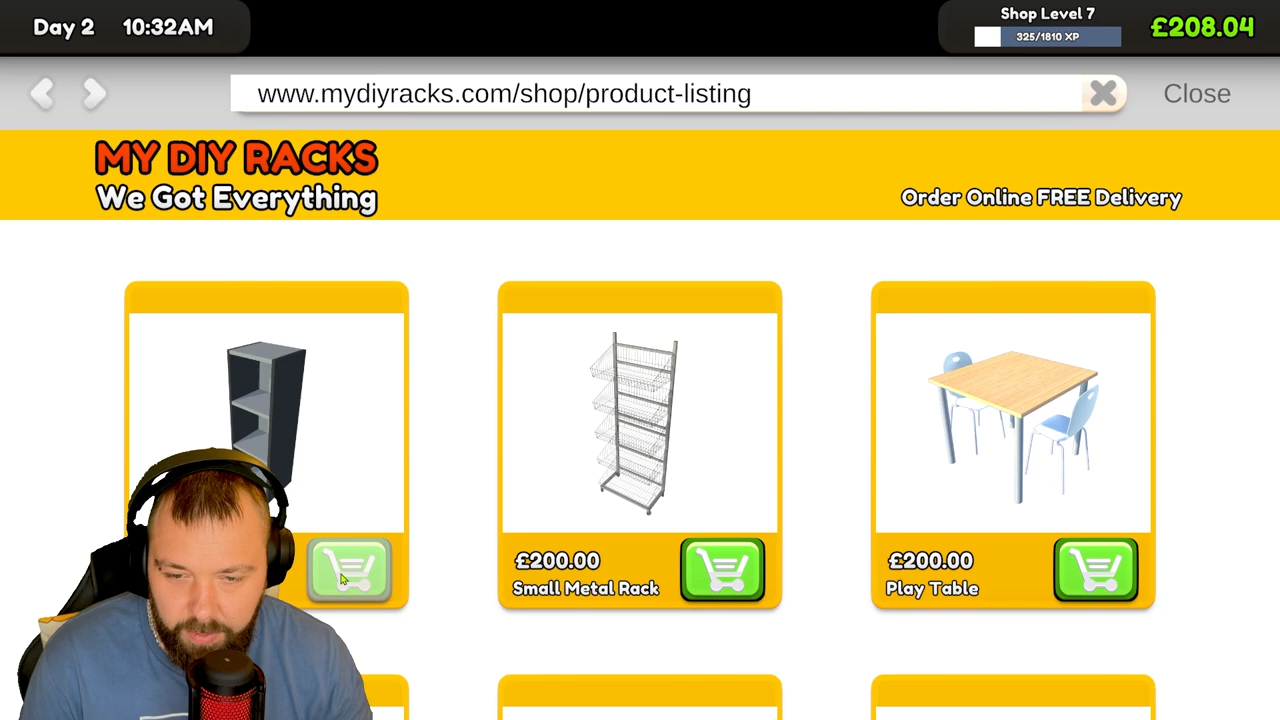 Day 2 10:32AM
Shop Level 7
325/1810 XP
£208.04
www.mydiyracks.com/shop/product-listing
Close
MY DIY RACKS
We Got Everything
Order Online FREE Delivery
£200.00
Small Metal Rack
£200.00
Play Table